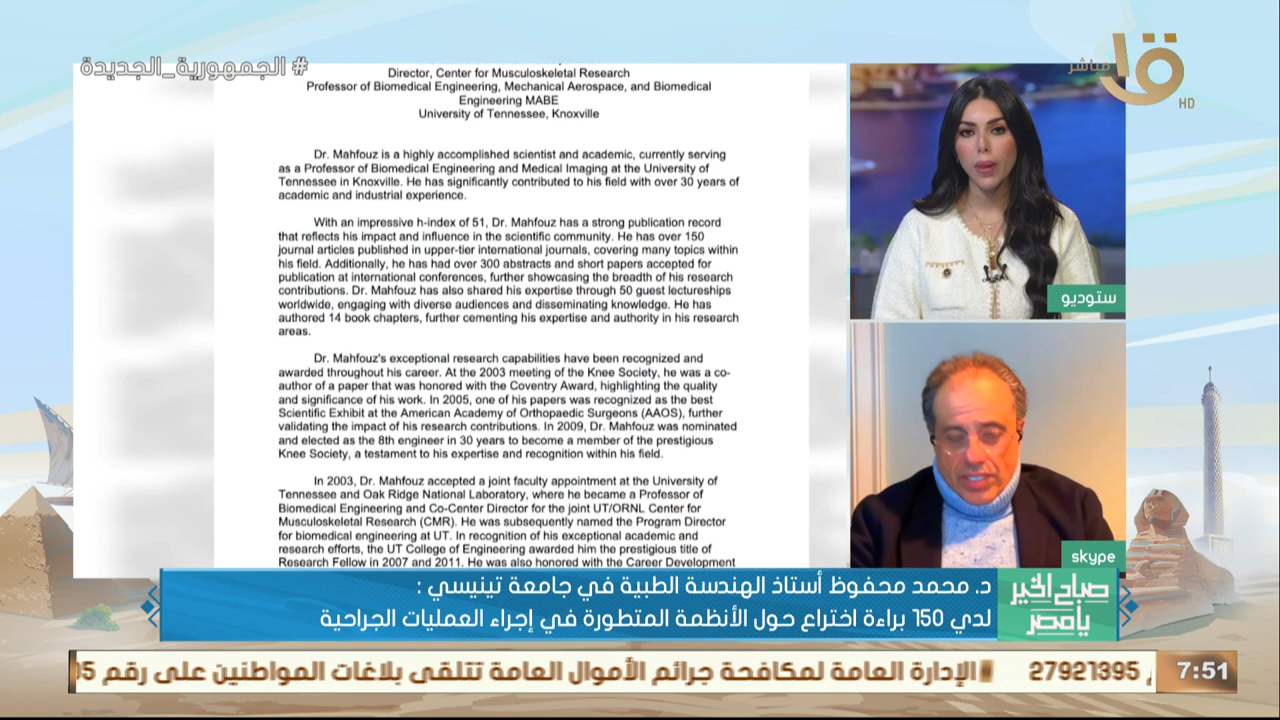 # الجمهورية_الجديدة
مباشر
HD
Director, Center for Musculoskeletal Research
Professor of Biomedical Engineering, Mechanical Aerospace, and Biomedical
Engineering MABE
University of Tennessee, Knoxville
Dr. Mahfouz is a highly accomplished scientist and academic, currently serving
as a Professor of Biomedical Engineering and Medical Imaging at the University of
Tennessee in Knoxville. He has significantly contributed to his field with over 30 years of
academic and industrial experience.
With an impressive h-index of 51, Dr. Mahfouz has a strong publication record
that reflects his impact and influence in the scientific community. He has over 150
journal articles published in upper-tier international journals, covering many topics within
his field. Additionally, he has had over 300 abstracts and short papers accepted for
publication at international conferences, further showcasing the breadth of his research
contributions. Dr. Mahfouz has also shared his expertise through 50 guest lectureships
worldwide, engaging with diverse audiences and disseminating knowledge. He has
authored 14 book chapters, further cementing his expertise and authority in his research
areas.
Dr. Mahfouz's exceptional research capabilities have been recognized and
awarded throughout his career. At the 2003 meeting of the Knee Society, he was a co-
author of a paper that was honored with the Coventry Award, highlighting the quality
and significance of his work. In 2005, one of his papers was recognized as the best
Scientific Exhibit at the American Academy of Orthopaedic Surgeons (AAOS), further
validating the impact of his research contributions. In 2009, Dr. Mahfouz was nominated
and elected as the 8th engineer in 30 years to become a member of the prestigious
Knee Society, a testament to his expertise and recognition within his field.
In 2003, Dr. Mahfouz accepted a joint faculty appointment at the University of
Tennessee and Oak Ridge National Laboratory, where he became a Professor of
Biomedical Engineering and Co-Center Director for the joint UT/ORNL Center for
Musculoskeletal Research (CMR). He was subsequently named the Program Director
for biomedical engineering at UT. In recognition of his exceptional academic and
research efforts, the UT College of Engineering awarded him the prestigious title of
Research Fellow in 2007 and 2011. He was also honored with the Career Development
ستوديو
skype
صباح الخير
يا مصر
د. محمد محفوظ أستاذ الهندسة الطبية في جامعة تينيسي :
لدي 150 براءة اختراع حول الأنظمة المتطورة في إجراء العمليات الجراحية
27921395 الإدارة العامة لمكافحة جرائم الأموال العامة تتلقى بلاغات المواطنين على رقم
7:51